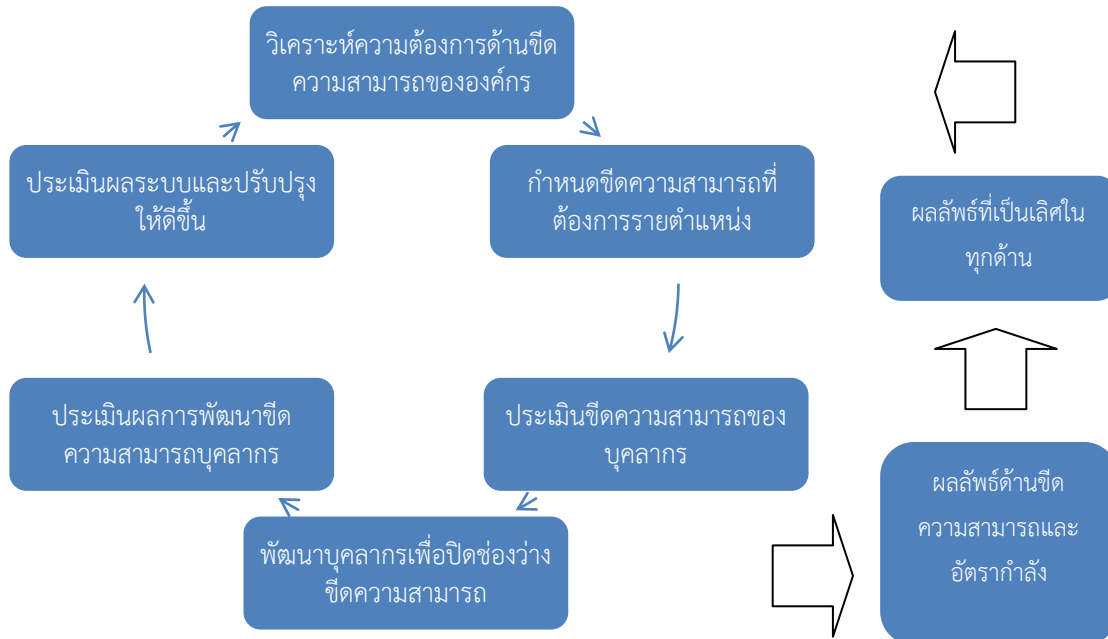 วิเคราะห์ความต้องการด้านขีด
ความสามารถขององค์กร
กำหนดขีดความสามารถที่
ต้องการรายตำแหน่ง
ประเมินขีดความสามารถของ
บุคลากร
พัฒนาบุคลากรเพื่อปิดช่องว่าง
ขีดความสามารถ
ประเมินผลการพัฒนาขีด
ความสามารถบุคลากร
ประเมินผลระบบและปรับปรุง
ให้ดีขึ้น
ผลลัพธ์ด้านขีด
ความสามารถและ
อัตรากำลัง
ผลลัพธ์ที่เป็นเลิศใน
ทุกด้าน